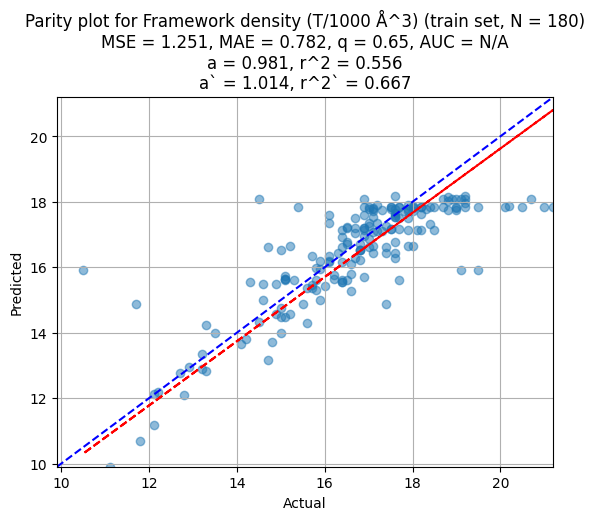 Parity plot for Framework density (T/1000 Å^3) (train set, N = 180)
MSE = 1.251, MAE = 0.782, q = 0.65, AUC = N/A
a = 0.981, r^2 = 0.556
a` = 1.014, r^2` = 0.667
20
18
16
14
12
10
Predicted
10 12 14 16 18 20
Actual